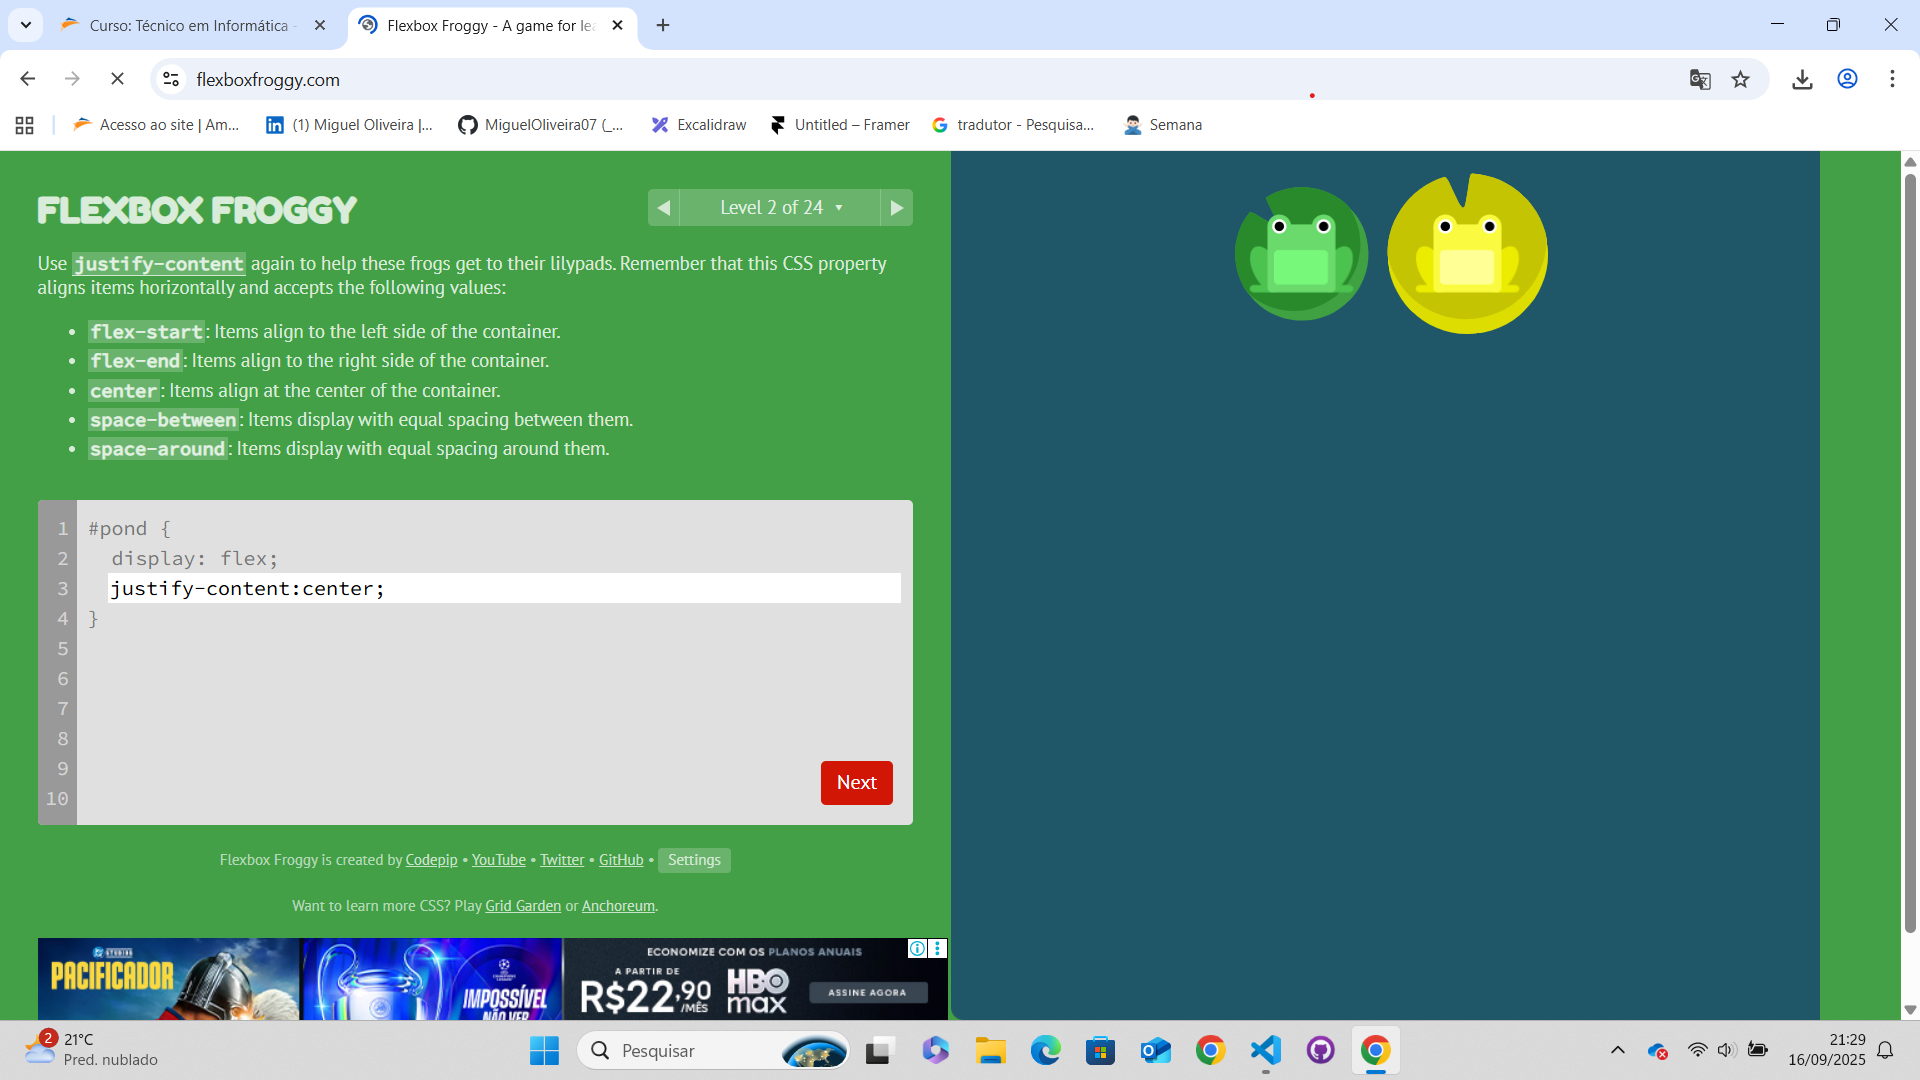 Curso: Técnico em Informática -
Flexbox Froggy - A game for lea
flexboxfroggy.com
Acesso ao site | Am...
(1) Miguel Oliveira |...
MiguelOliveira07 (_...
Excalidraw
Untitled – Framer
tradutor - Pesquisa...
Semana
FLEXBOX FROGGY
Level 2 of 24
Use justify-content again to help these frogs get to their lilypads. Remember that this CSS property
aligns items horizontally and accepts the following values:
• flex-start: Items align to the left side of the container.
• flex-end: Items align to the right side of the container.
• center: Items align at the center of the container.
• space-between: Items display with equal spacing between them.
• space-around: Items display with equal spacing around them.
1 #pond {
2 display: flex;
3 justify-content:center;
4 }
5
6
7
8
9
10
Next
Flexbox Froggy is created by Codepip • YouTube • Twitter • GitHub • Settings
Want to learn more CSS? Play Grid Garden or Anchoreum.
STUDIOS
PACIFICADOR
UEFA CHAMPIONS LEAGUE
IMPOSSÍVEL
NÃO VER
ECONOMIZE COM OS PLANOS ANUAIS
A PARTIR DE
R$22,90
/MÊS
HBO
max
ASSINE AGORA
2
21°C
Pred. nublado
Pesquisar
21:29
16/09/2025